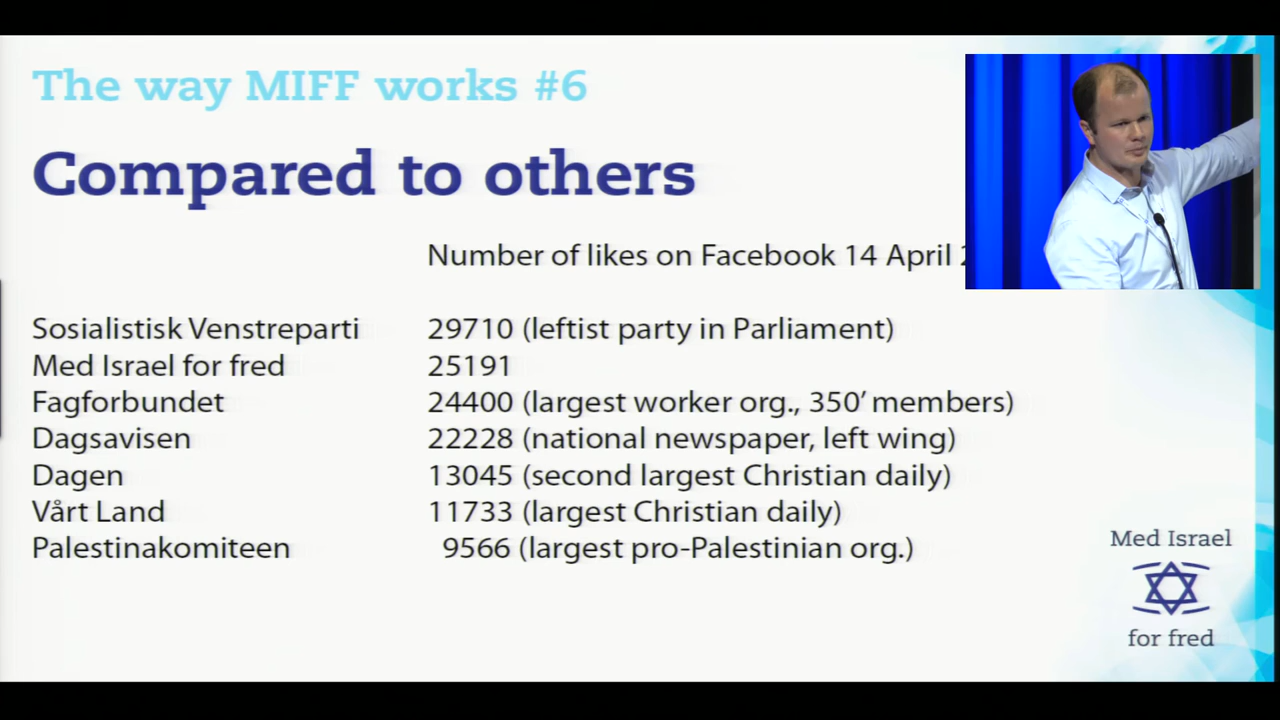 The way MIFF works #6
Compared to others
Number of likes on Facebook 14 April
Sosialistisk Venstreparti 29710 (leftist party in Parliament)
Med Israel for fred 25191
Fagforbundet 24400 (largest worker org., 350’ members)
Dagsavisen 22228 (national newspaper, left wing)
Dagen 13045 (second largest Christian daily)
Vårt Land 11733 (largest Christian daily)
Palestinakomiteen 9566 (largest pro-Palestinian org.)
Med Israel
for fred